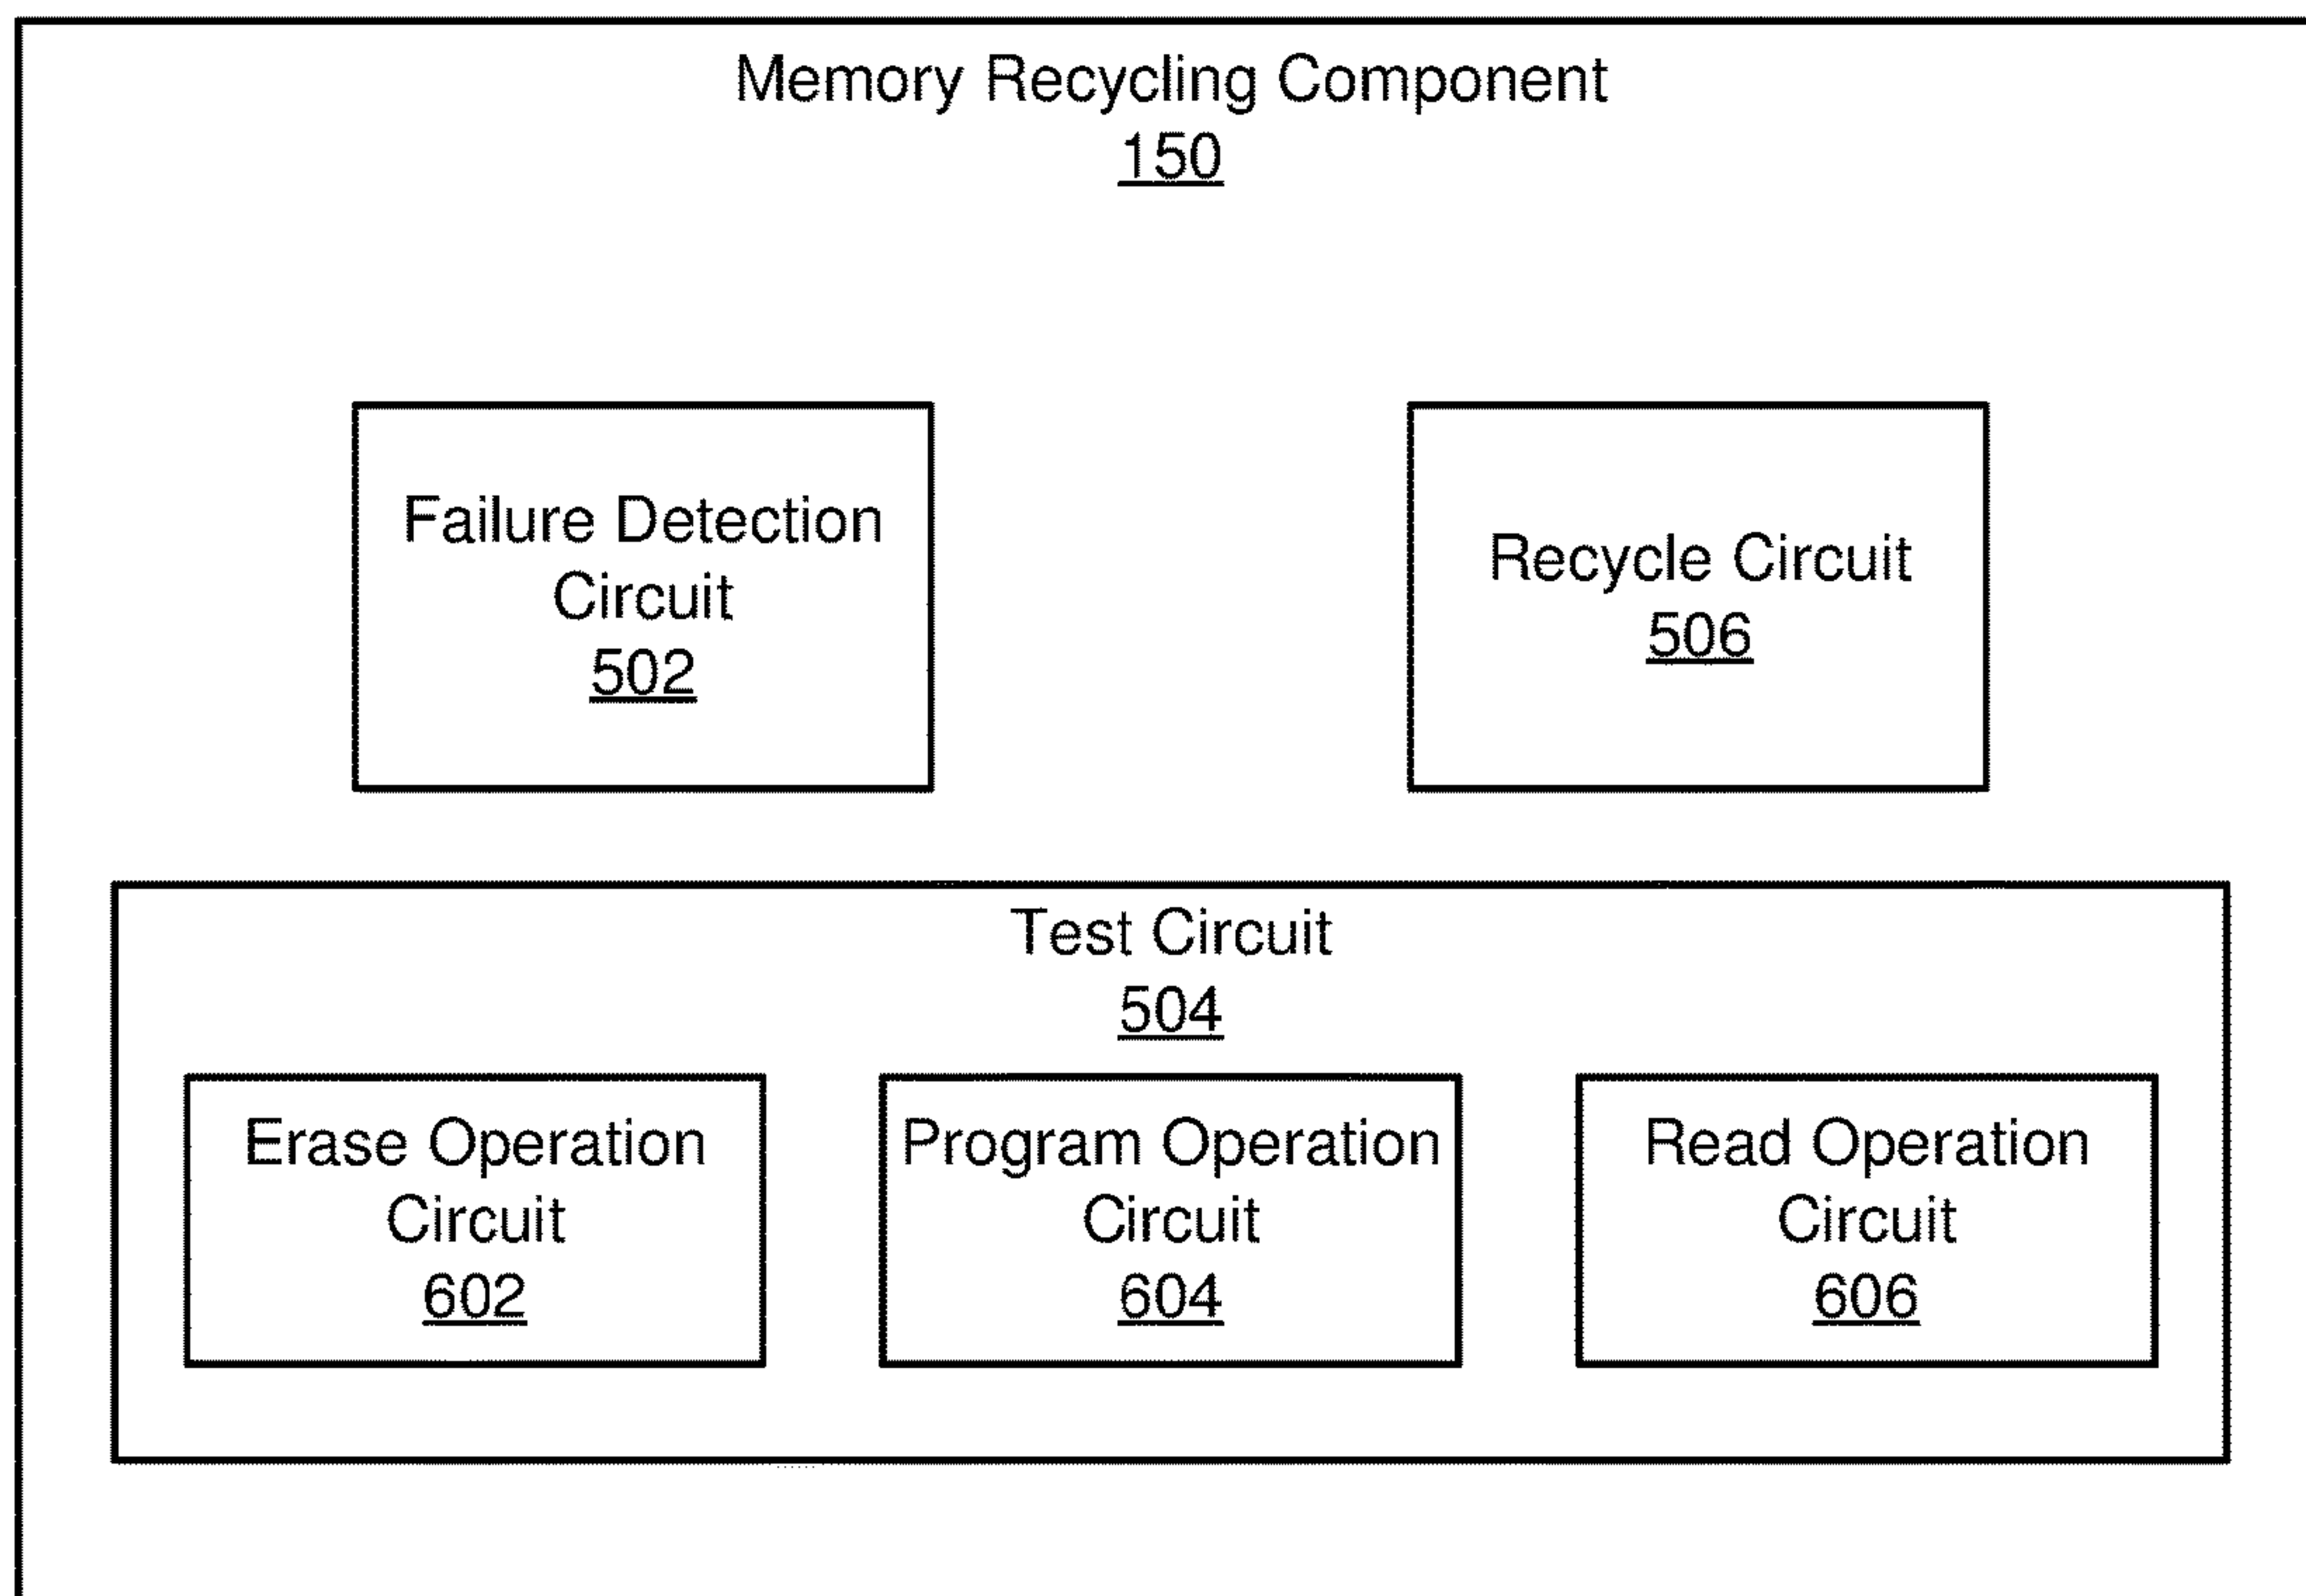 Memory Recycling Component
150
Failure Detection
Circuit
502
Recycle Circuit
506
Test Circuit
504
Erase Operation
Circuit
602
Program Operation
Circuit
604
Read Operation
Circuit
606